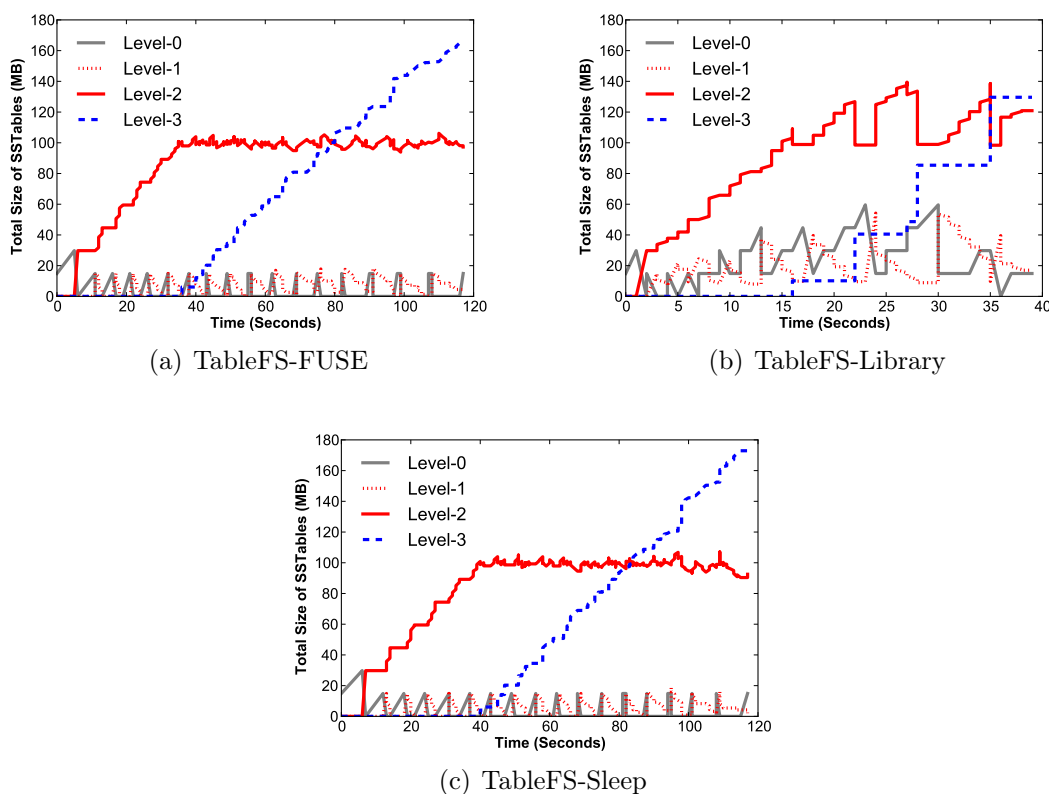 Total Size of SSTables (MB)
180
160
140
120
100
80
60
40
20
0
Level-0
Level-1
Level-2
Level-3
0 20 40 60 80 100 120
Time (Seconds)
(a) TableFS-FUSE
Total Size of SSTables (MB)
180
160
140
120
100
80
60
40
20
0
Level-0
Level-1
Level-2
Level-3
0 5 10 15 20 25 30 35 40
Time (Seconds)
(b) TableFS-Library
Total Size of SSTables (MB)
180
160
140
120
100
80
60
40
20
0
Level-0
Level-1
Level-2
Level-3
0 20 40 60 80 100 120
Time (Seconds)
(c) TableFS-Sleep